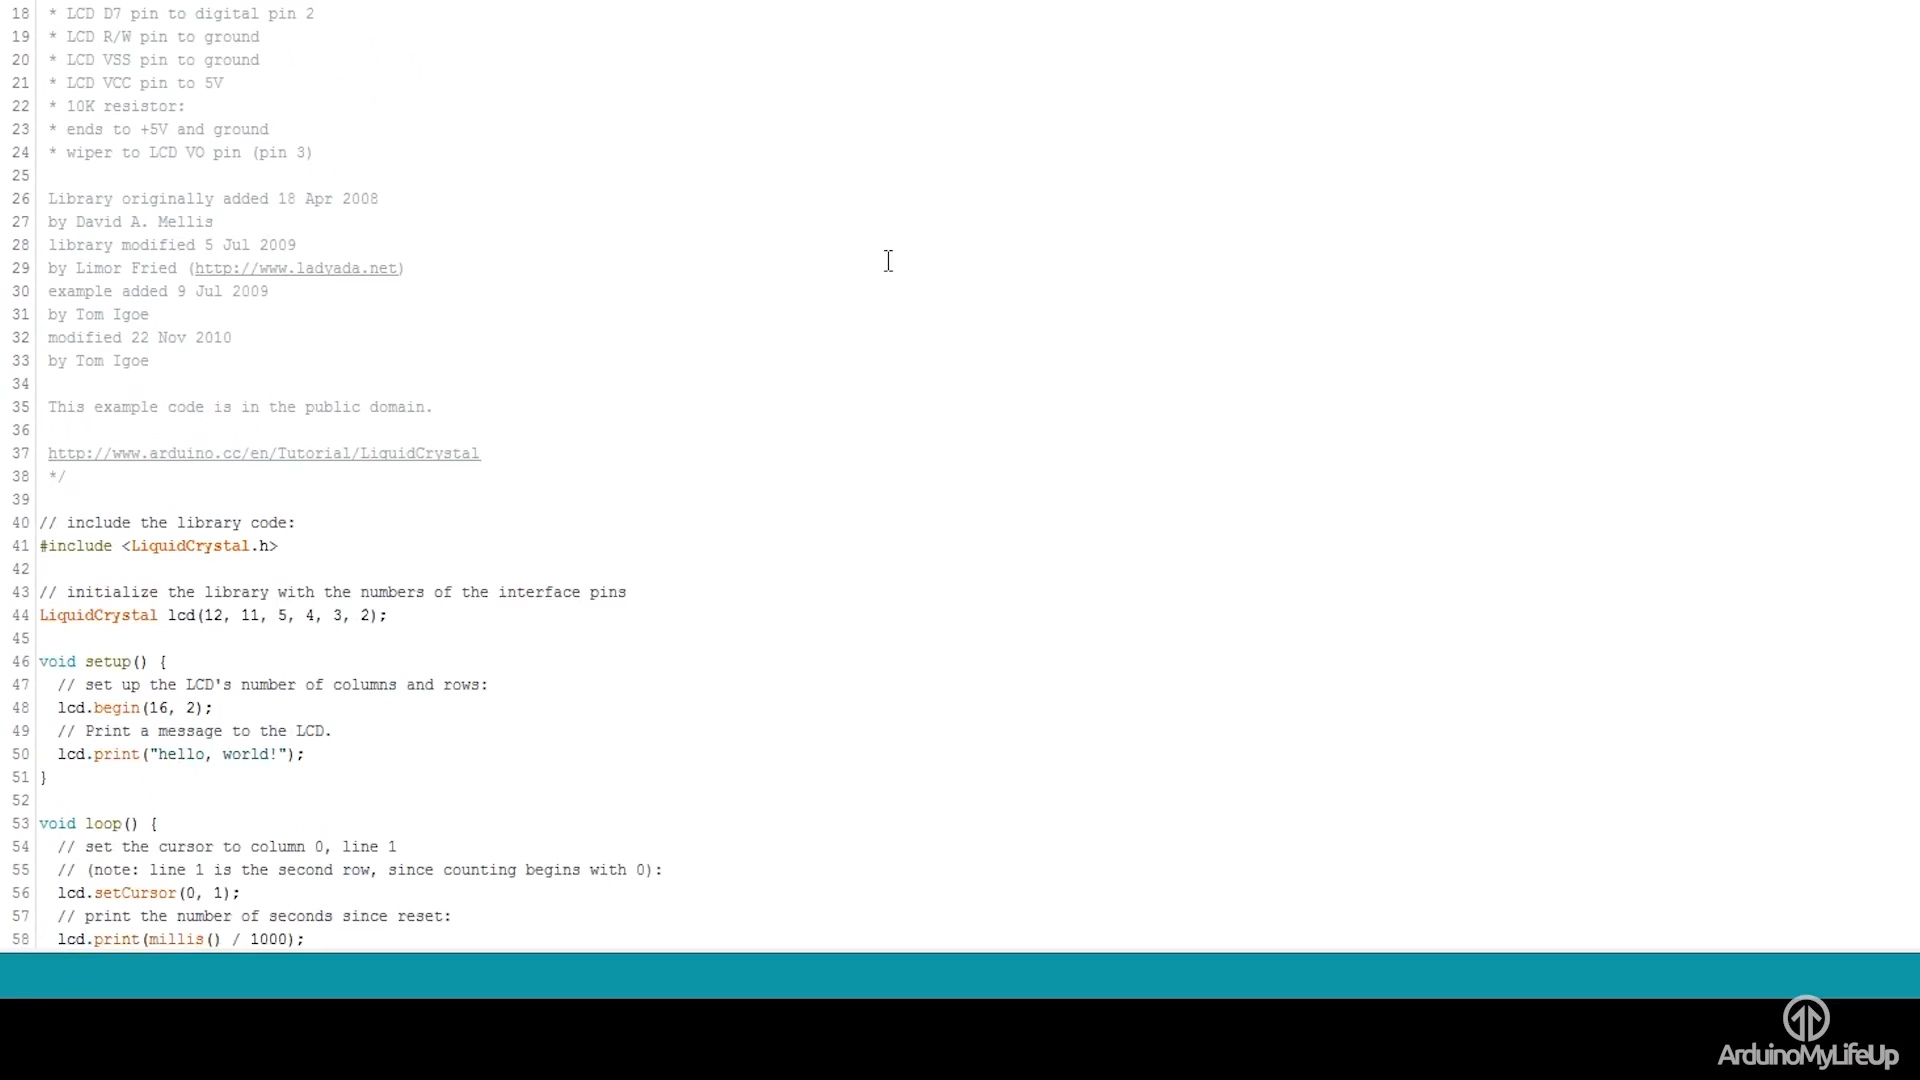 18 * LCD D7 pin to digital pin 2
19 * LCD R/W pin to ground
20 * LCD VSS pin to ground
21 * LCD VCC pin to 5V
22 * 10K resistor:
23 * ends to +5V and ground
24 * wiper to LCD VO pin (pin 3)
25
26 Library originally added 18 Apr 2008
27 by David A. Mellis
28 library modified 5 Jul 2009
29 by Limor Fried (http://www.ladyada.net)
30 example added 9 Jul 2009
31 by Tom Igoe
32 modified 22 Nov 2010
33 by Tom Igoe
34
35 This example code is in the public domain.
36
37 http://www.arduino.cc/en/Tutorial/LiquidCrystal
38 */
39
40 // include the library code:
41 #include <LiquidCrystal.h>
42
43 // initialize the library with the numbers of the interface pins
44 LiquidCrystal lcd(12, 11, 5, 4, 3, 2);
45
46 void setup() {
47 // set up the LCD's number of columns and rows:
48 lcd.begin(16, 2);
49 // Print a message to the LCD.
50 lcd.print("hello, world!");
51 }
52
53 void loop() {
54 // set the cursor to column 0, line 1
55 // (note: line 1 is the second row, since counting begins with 0):
56 lcd.setCursor(0, 1);
57 // print the number of seconds since reset:
58 lcd.print(millis() / 1000);
ArduinoMyLifeUp